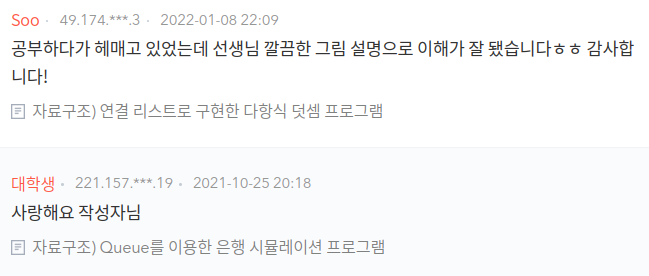 Soo · 49.174.***.3 · 2022-01-08 22:09
공부하다가 헤매고 있었는데 선생님 깔끔한 그림 설명으로 이해가 잘 됐습니다ㅎㅎ 감사합
니다!
자료구조) 연결 리스트로 구현한 다항식 덧셈 프로그램
대학생 · 221.157.***.19 · 2021-10-25 20:18
사랑해요 작성자님
자료구조) Queue를 이용한 은행 시뮬레이션 프로그램